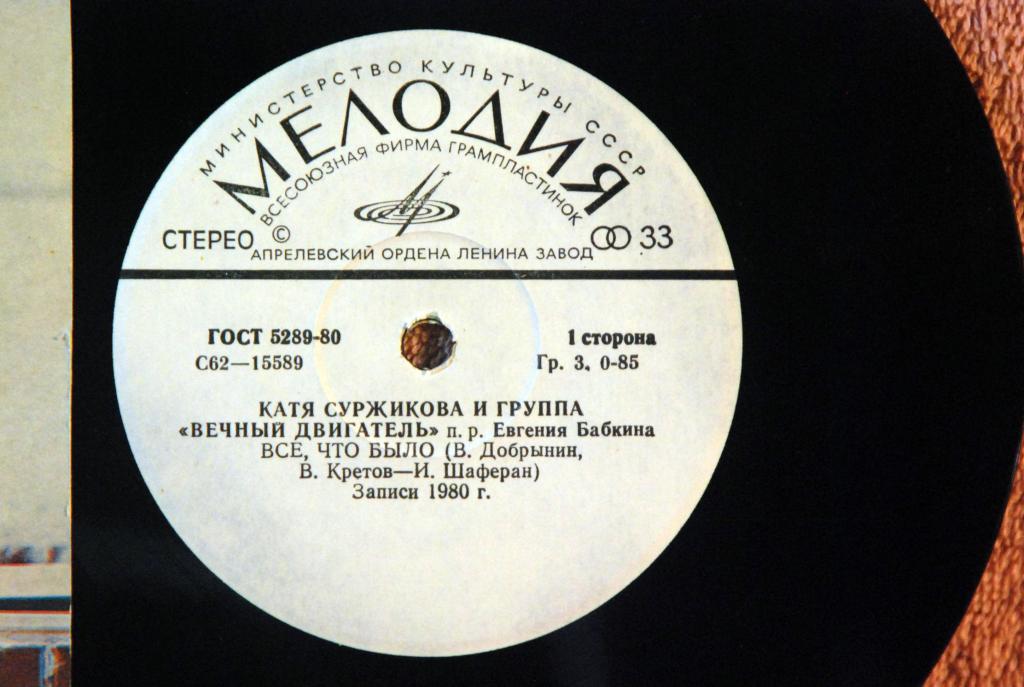 МИНИСТЕРСТВО КУЛЬТУРЫ СССР
МЕЛОДИЯ
ВСЕСОЮЗНАЯ ФИРМА ГРАМПЛАСТИНОК
СТЕРЕО © 33
АПРЕЛЕВСКИЙ ОРДЕНА ЛЕНИНА ЗАВОД
ГОСТ 5289-80 1 сторона
С62—15589 Гр. 3. 0-85
КАТЯ СУРЖИКОВА И ГРУППА
«ВЕЧНЫЙ ДВИГАТЕЛЬ» п. р. Евгения Бабкина
ВСЕ, ЧТО БЫЛО (В. Добрынин,
В. Кретов—И. Шаферан)
Записи 1980 г.